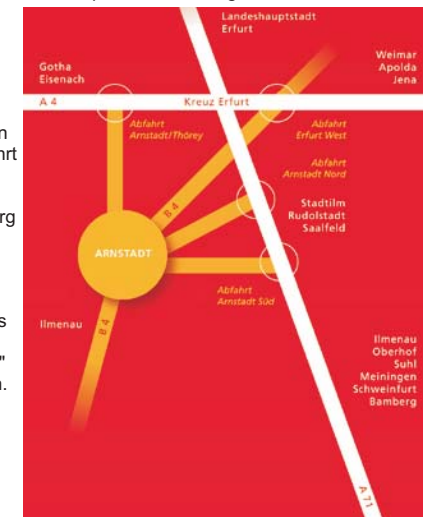 Landeshauptstadt
Erfurt
Gotha
Eisenach
Weimar
Apolda
Jena
A 4
Kreuz Erfurt
Abfahrt
Arnstadt/Thörey
Abfahrt
Erfurt West
Abfahrt
Arnstadt Nord
B 4
Stadtilm
Rudolstadt
Saalfeld
ARNSTADT
Abfahrt
Arnstadt Süd
Ilmenau
B 4
Ilmenau
Oberhof
Suhl
Meiningen
Schweinfurt
Bamberg
A 71